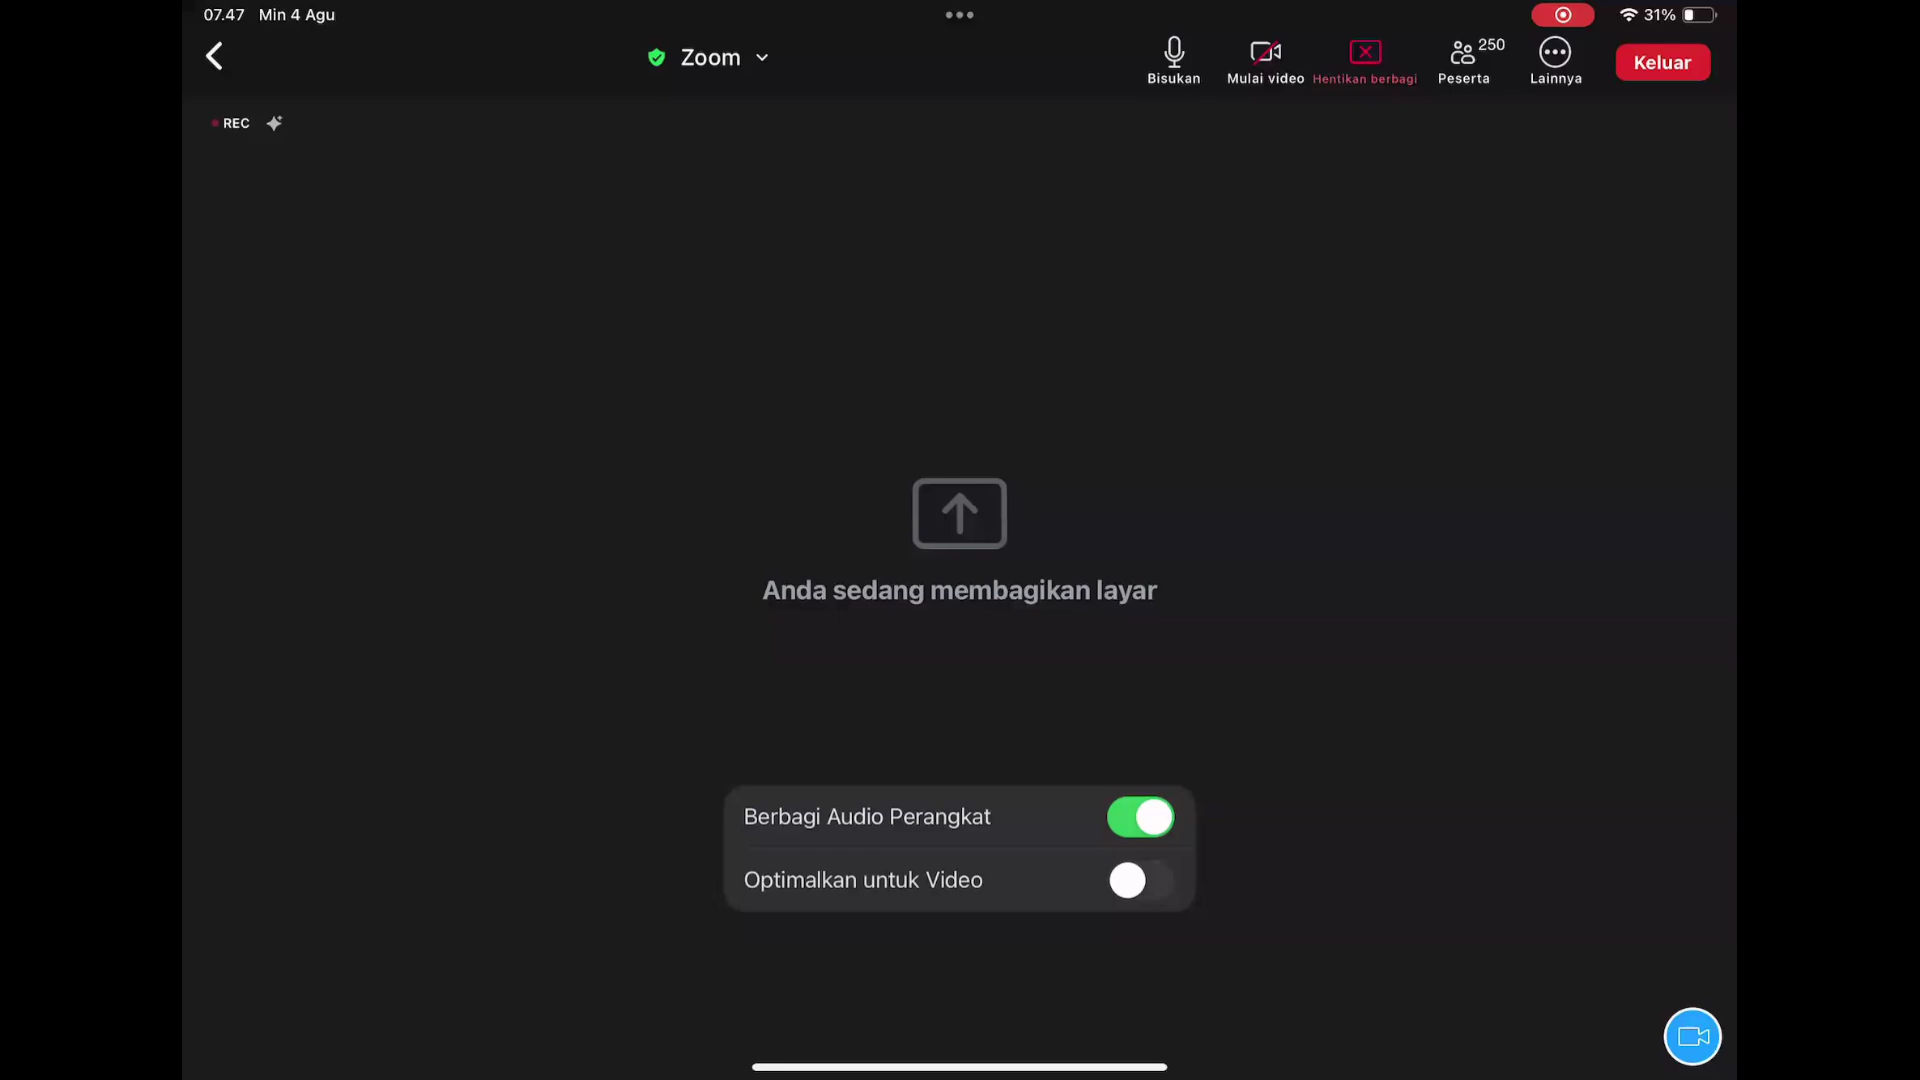 07.47 Min 4 Agu
31%
Zoom
Bisukan
Mulai video
Hentikan berbagi
250
Peserta
Lainnya
Keluar
REC
Anda sedang membagikan layar
Berbagi Audio Perangkat
Optimalkan untuk Video